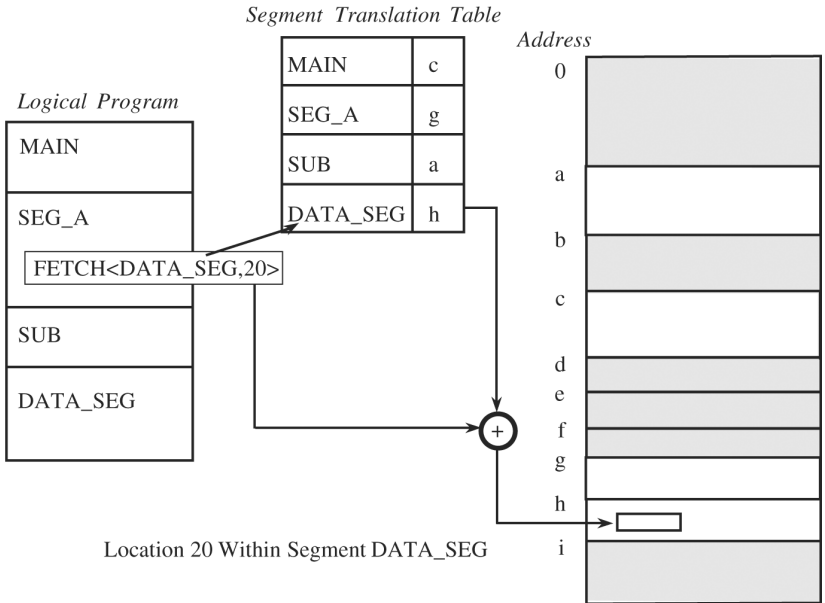 Segment Translation Table
MAIN c
SEG_A g
SUB a
DATA_SEG h
Logical Program
MAIN
SEG_A
FETCH<DATA_SEG,20>
SUB
DATA_SEG
+
Location 20 Within Segment DATA_SEG
Address
0
a
b
c
d
e
f
g
h
i